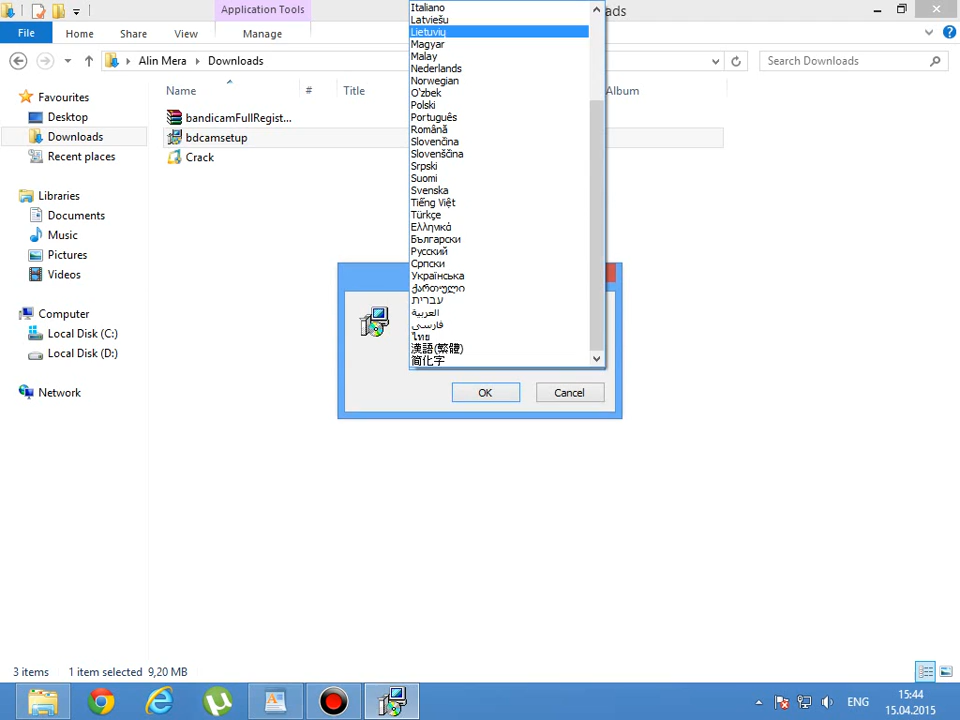 Application Tools
ads
File
Home
Share
View
Manage
Alin Mera
Downloads
Search Downloads
Favourites
Desktop
Downloads
Recent places
Libraries
Documents
Music
Pictures
Videos
Computer
Local Disk (C:)
Local Disk (D:)
Network
Name
#
Title
Album
bandicamFullRegist...
bdcamsetup
Crack
Italiano
Latviešu
Lietuvių
Magyar
Malay
Nederlands
Norwegian
O'zbek
Polski
Português
Română
Slovenčina
Slovenščina
Srpski
Suomi
Svenska
Tiếng Việt
Türkçe
Ελληνικά
Български
Русский
Српски
Українська
ქართული
עברית
العربية
فارسی
ไทย
漢語(繁體)
简化字
OK
Cancel
3 items
1 item selected 9,20 MB
ENG
15:44
15.04.2015